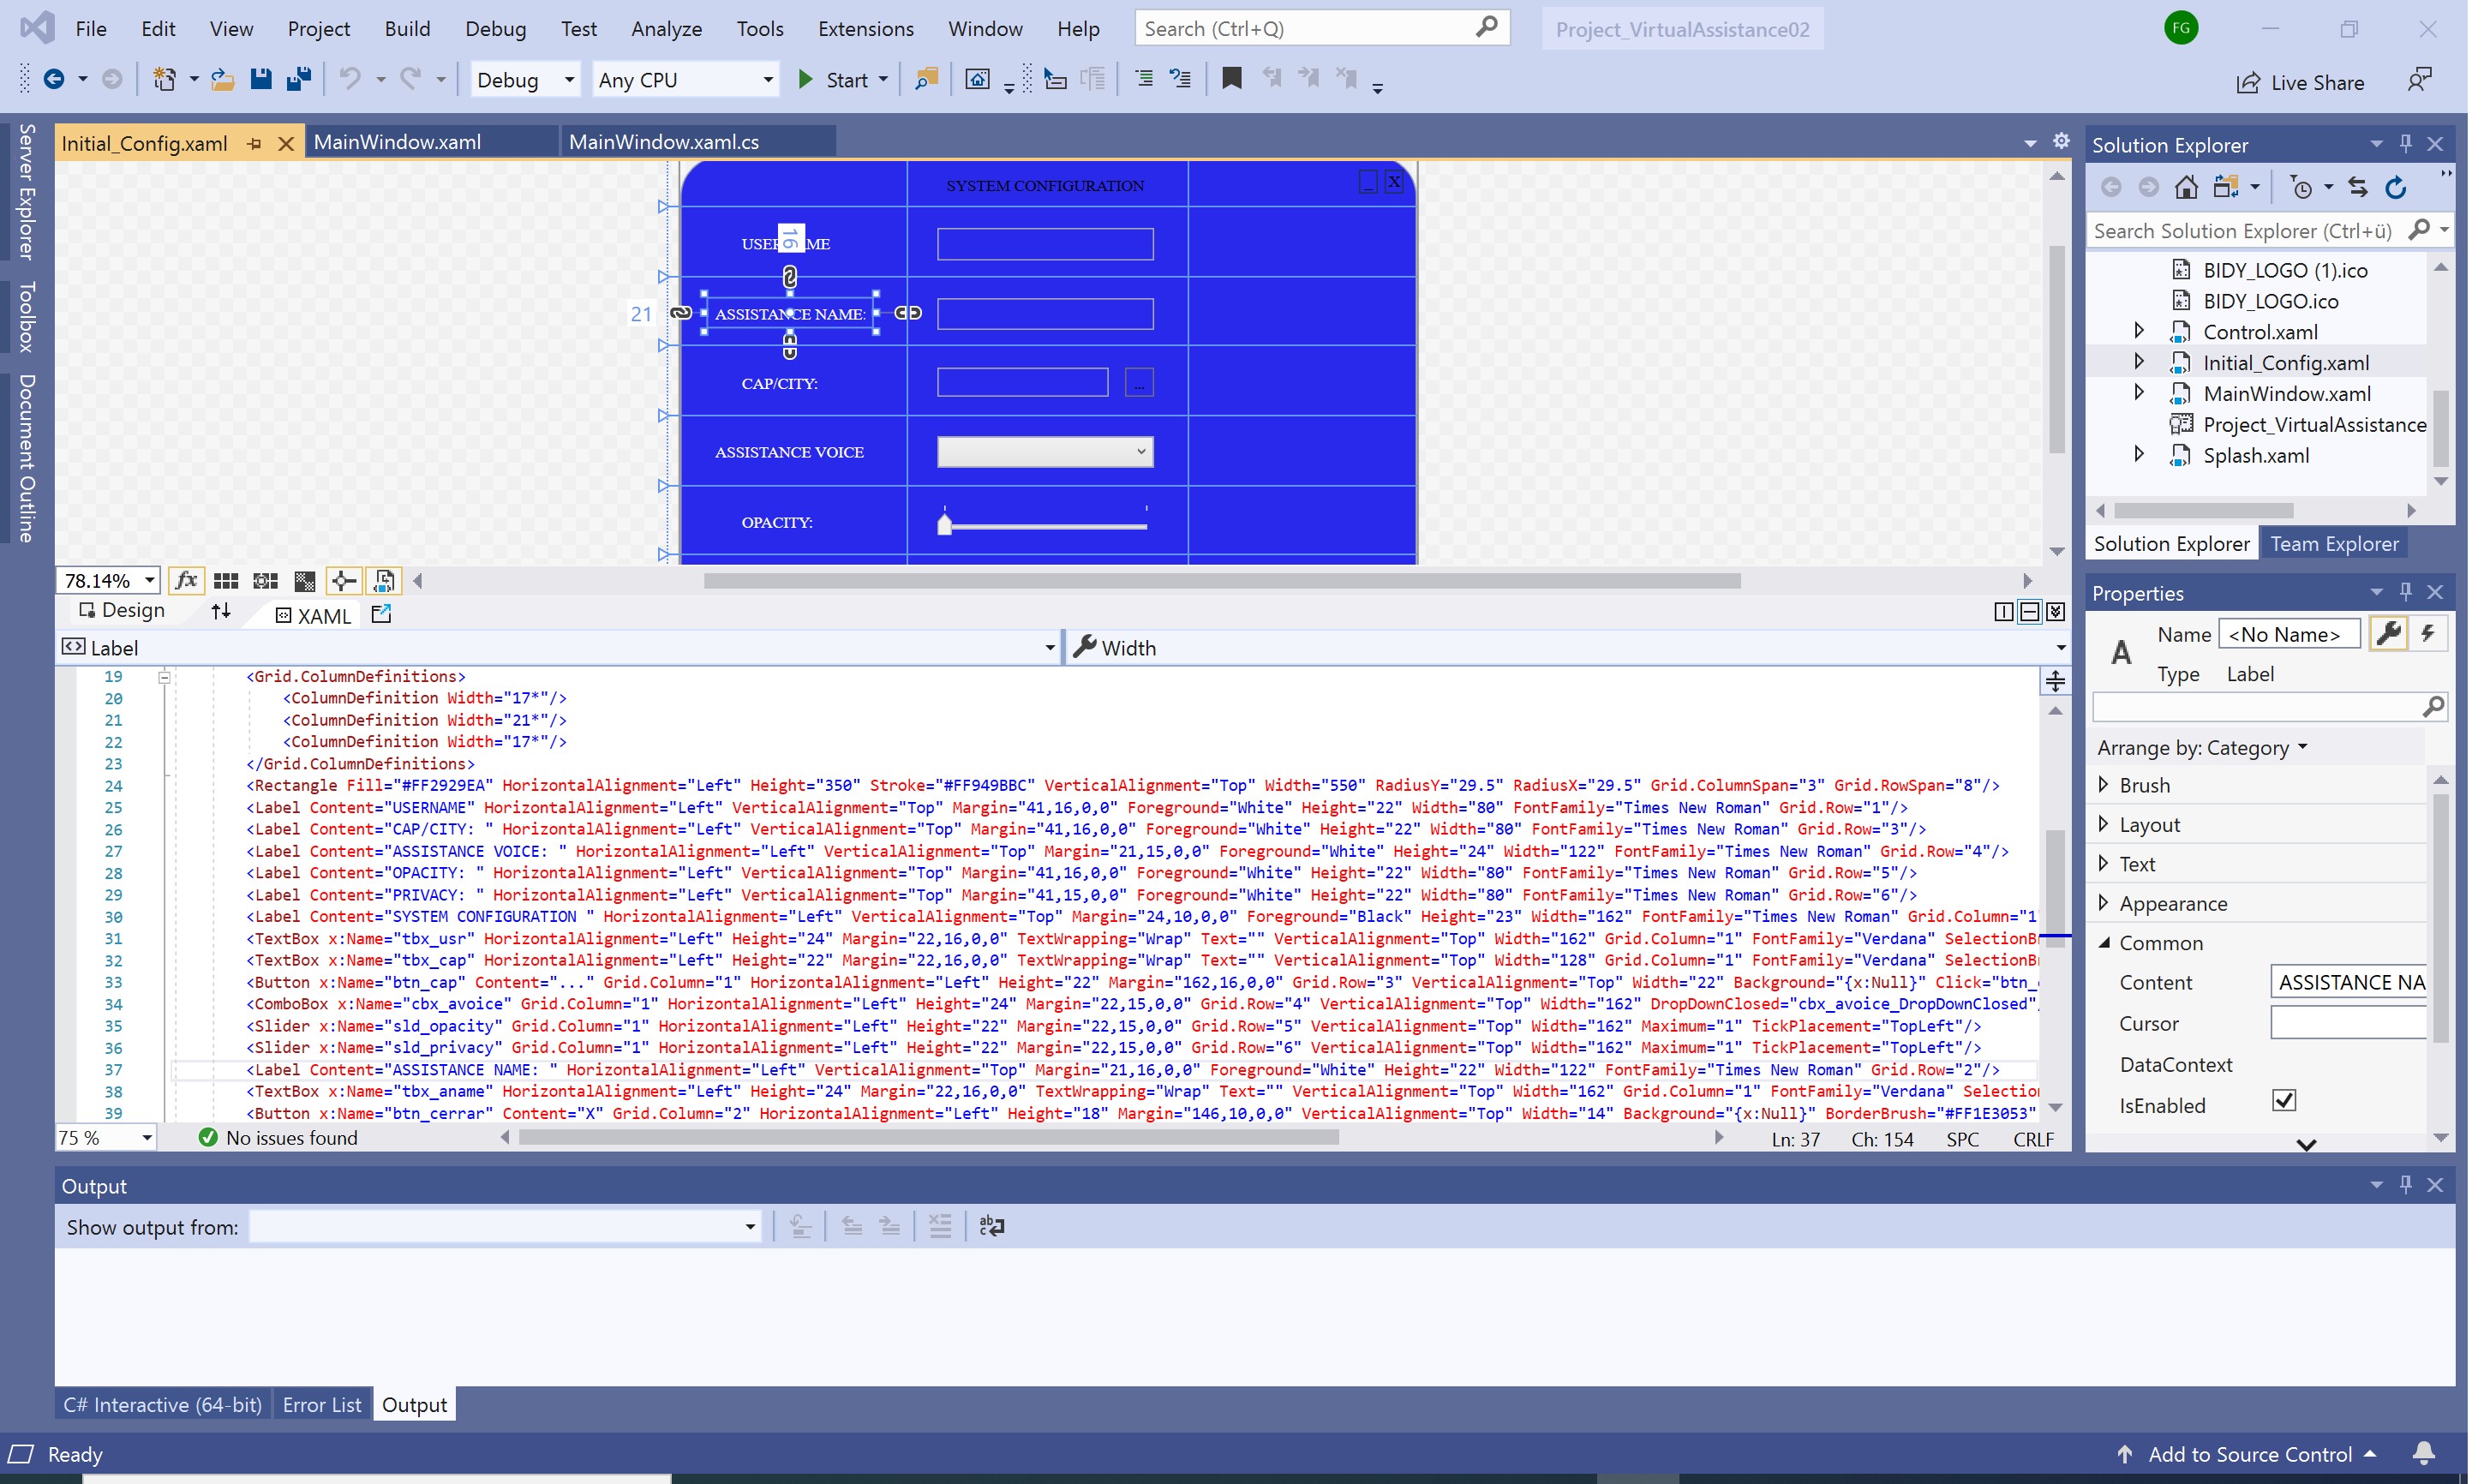 File Edit View Project Build Debug Test Analyze Tools Extensions Window Help Search (Ctrl+Q) Project_VirtualAssistance02 FG
Debug Any CPU Start Live Share
Server Explorer
Toolbox
Document Outline
Initial_Config.xaml MainWindow.xaml MainWindow.xaml.cs
SYSTEM CONFIGURATION _ X
USER ME
16
21 ASSISTANCE NAME:
CAP/CITY: ...
ASSISTANCE VOICE
OPACITY:
78.14% fx
Design XAML
Label Width
19 <Grid.ColumnDefinitions>
20 <ColumnDefinition Width="17*"/>
21 <ColumnDefinition Width="21*"/>
22 <ColumnDefinition Width="17*"/>
23 </Grid.ColumnDefinitions>
24 <Rectangle Fill="#FF2929EA" HorizontalAlignment="Left" Height="350" Stroke="#FF949BBC" VerticalAlignment="Top" Width="550" RadiusY="29.5" RadiusX="29.5" Grid.ColumnSpan="3" Grid.RowSpan="8"/>
25 <Label Content="USERNAME" HorizontalAlignment="Left" VerticalAlignment="Top" Margin="41,16,0,0" Foreground="White" Height="22" Width="80" FontFamily="Times New Roman" Grid.Row="1"/>
26 <Label Content="CAP/CITY: " HorizontalAlignment="Left" VerticalAlignment="Top" Margin="41,16,0,0" Foreground="White" Height="22" Width="80" FontFamily="Times New Roman" Grid.Row="3"/>
27 <Label Content="ASSISTANCE VOICE: " HorizontalAlignment="Left" VerticalAlignment="Top" Margin="21,15,0,0" Foreground="White" Height="24" Width="122" FontFamily="Times New Roman" Grid.Row="4"/>
28 <Label Content="OPACITY: " HorizontalAlignment="Left" VerticalAlignment="Top" Margin="41,16,0,0" Foreground="White" Height="22" Width="80" FontFamily="Times New Roman" Grid.Row="5"/>
29 <Label Content="PRIVACY: " HorizontalAlignment="Left" VerticalAlignment="Top" Margin="41,15,0,0" Foreground="White" Height="22" Width="80" FontFamily="Times New Roman" Grid.Row="6"/>
30 <Label Content="SYSTEM CONFIGURATION " HorizontalAlignment="Left" VerticalAlignment="Top" Margin="24,10,0,0" Foreground="Black" Height="23" Width="162" FontFamily="Times New Roman" Grid.Column="1
31 <TextBox x:Name="tbx_usr" HorizontalAlignment="Left" Height="24" Margin="22,16,0,0" TextWrapping="Wrap" Text="" VerticalAlignment="Top" Width="162" Grid.Column="1" FontFamily="Verdana" SelectionB
32 <TextBox x:Name="tbx_cap" HorizontalAlignment="Left" Height="22" Margin="22,16,0,0" TextWrapping="Wrap" Text="" VerticalAlignment="Top" Width="128" Grid.Column="1" FontFamily="Verdana" SelectionB
33 <Button x:Name="btn_cap" Content="..." Grid.Column="1" HorizontalAlignment="Left" Height="22" Margin="162,16,0,0" Grid.Row="3" VerticalAlignment="Top" Width="22" Background="{x:Null}" Click="btn_
34 <ComboBox x:Name="cbx_avoice" Grid.Column="1" HorizontalAlignment="Left" Height="24" Margin="22,15,0,0" Grid.Row="4" VerticalAlignment="Top" Width="162" DropDownClosed="cbx_avoice_DropDownClosed"
35 <Slider x:Name="sld_opacity" Grid.Column="1" HorizontalAlignment="Left" Height="22" Margin="22,15,0,0" Grid.Row="5" VerticalAlignment="Top" Width="162" Maximum="1" TickPlacement="TopLeft"/>
36 <Slider x:Name="sld_privacy" Grid.Column="1" HorizontalAlignment="Left" Height="22" Margin="22,15,0,0" Grid.Row="6" VerticalAlignment="Top" Width="162" Maximum="1" TickPlacement="TopLeft"/>
37 <Label Content="ASSISTANCE NAME: " HorizontalAlignment="Left" VerticalAlignment="Top" Margin="21,16,0,0" Foreground="White" Height="22" Width="122" FontFamily="Times New Roman" Grid.Row="2"/>
38 <TextBox x:Name="tbx_aname" HorizontalAlignment="Left" Height="24" Margin="22,16,0,0" TextWrapping="Wrap" Text="" VerticalAlignment="Top" Width="162" Grid.Column="1" FontFamily="Verdana" Selection
39 <Button x:Name="btn_cerrar" Content="X" Grid.Column="2" HorizontalAlignment="Left" Height="18" Margin="146,10,0,0" VerticalAlignment="Top" Width="14" Background="{x:Null}" BorderBrush="#FF1E3053"
75 % No issues found Ln: 37 Ch: 154 SPC CRLF
Solution Explorer
Search Solution Explorer (Ctrl+ü)
BIDY_LOGO (1).ico
BIDY_LOGO.ico
Control.xaml
Initial_Config.xaml
MainWindow.xaml
Project_VirtualAssistance
Splash.xaml
Solution Explorer Team Explorer
Properties
Name <No Name>
Type Label
Arrange by: Category
Brush
Layout
Text
Appearance
Common
Content ASSISTANCE NA
Cursor
DataContext
IsEnabled
Output
Show output from:
C# Interactive (64-bit) Error List Output
Ready Add to Source Control